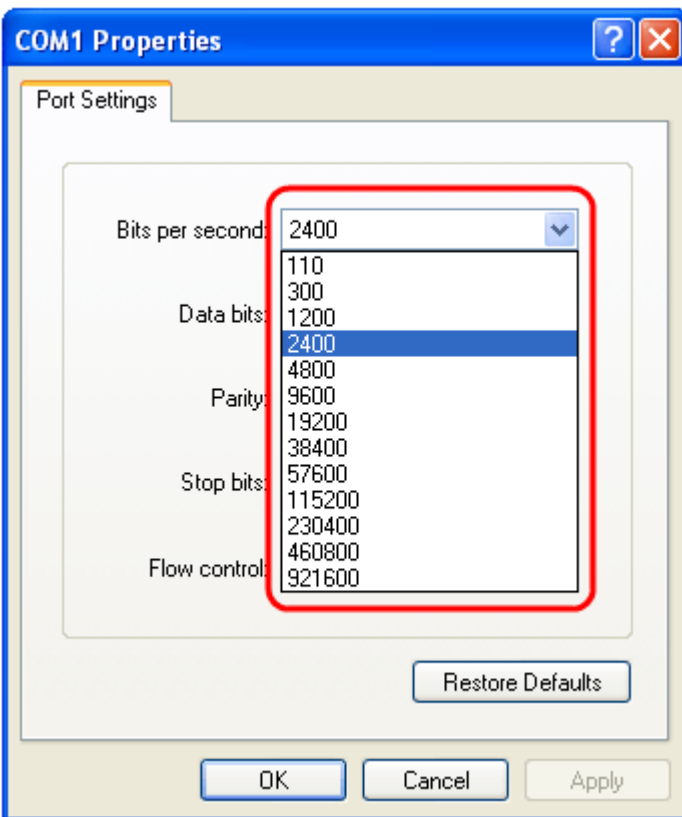 COM1 Properties
Port Settings
Bits per second: 2400
110
300
1200
2400
4800
9600
19200
38400
57600
115200
230400
460800
921600
Data bits:
Parity:
Stop bits:
Flow control:
Restore Defaults
OK Cancel Apply